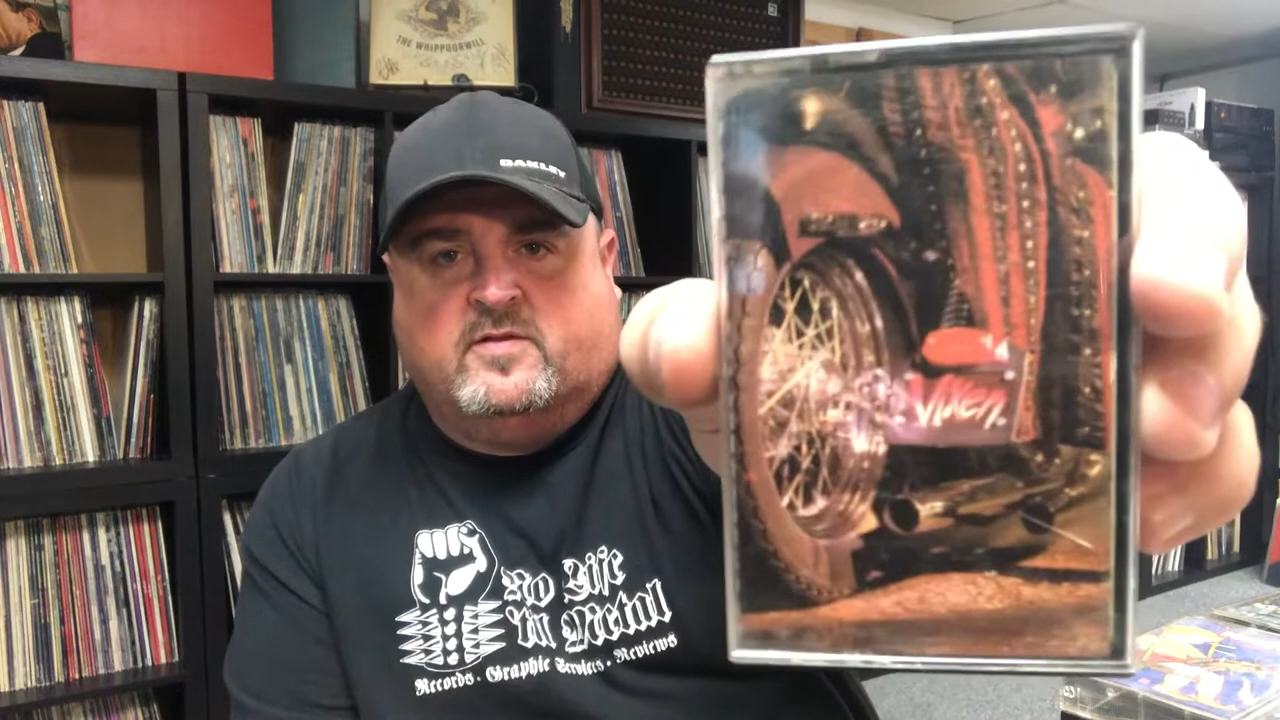 THE WHIPPOORWILL
OAKLEY
Vixen
No Life
'til Metal
Records • Graphic Services • Reviews